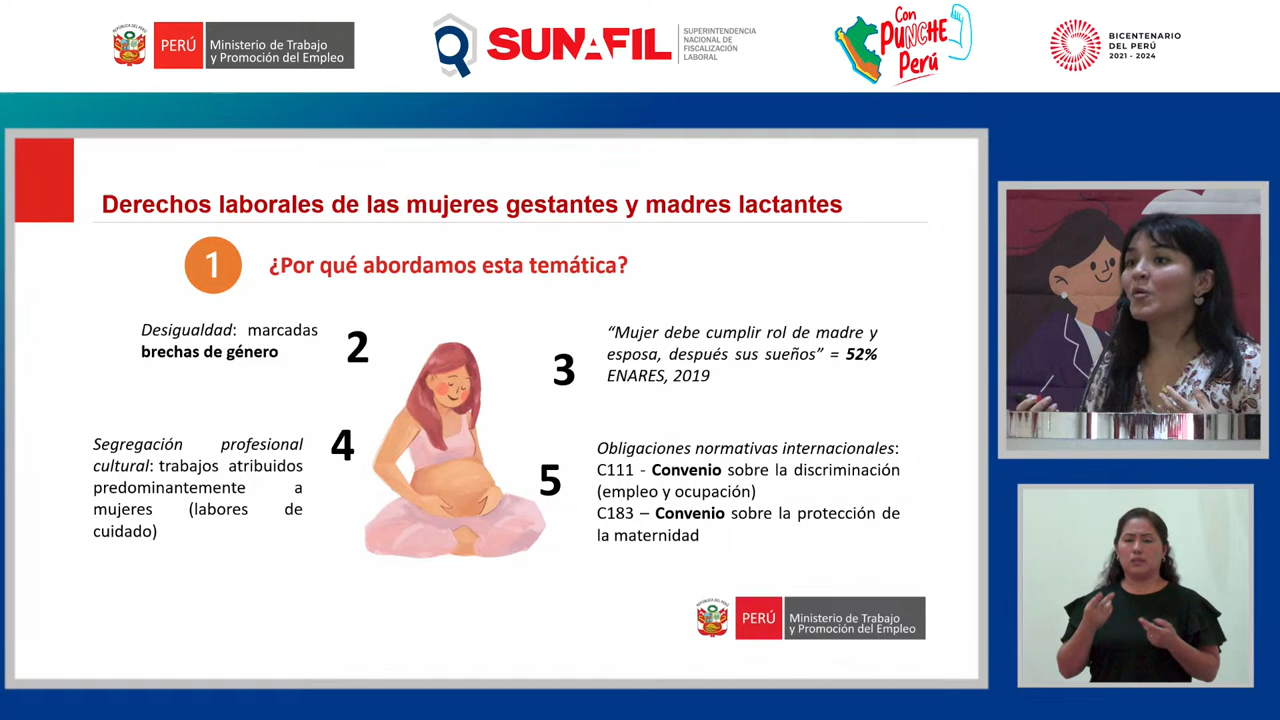 PERÚ
Ministerio de Trabajo
y Promoción del Empleo
SUNAFIL
SUPERINTENDENCIA
NACIONAL DE
FISCALIZACIÓN
LABORAL
Con
PUNCHE
Perú
BICENTENARIO
DEL PERÚ
2021 - 2024
Derechos laborales de las mujeres gestantes y madres lactantes
1
¿Por qué abordamos esta temática?
Desigualdad: marcadas
brechas de género
2
3
“Mujer debe cumplir rol de madre y
esposa, después sus sueños” = 52%
ENARES, 2019
Segregación profesional
cultural: trabajos atribuidos
predominantemente a
mujeres (labores de
cuidado)
4
5
Obligaciones normativas internacionales:
C111 - Convenio sobre la discriminación
(empleo y ocupación)
C183 – Convenio sobre la protección de
la maternidad
PERÚ
Ministerio de Trabajo
y Promoción del Empleo